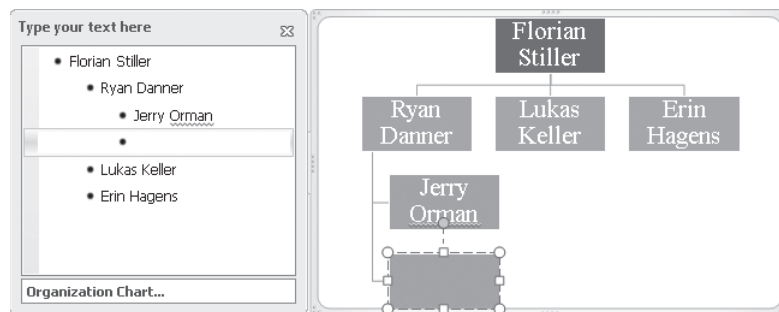 Type your text here
Florian Stiller
Ryan Danner
Jerry Orman
Lukas Keller
Erin Hagens
Organization Chart...
Florian
Stiller
Ryan
Danner
Lukas
Keller
Erin
Hagens
Jerry
Orman